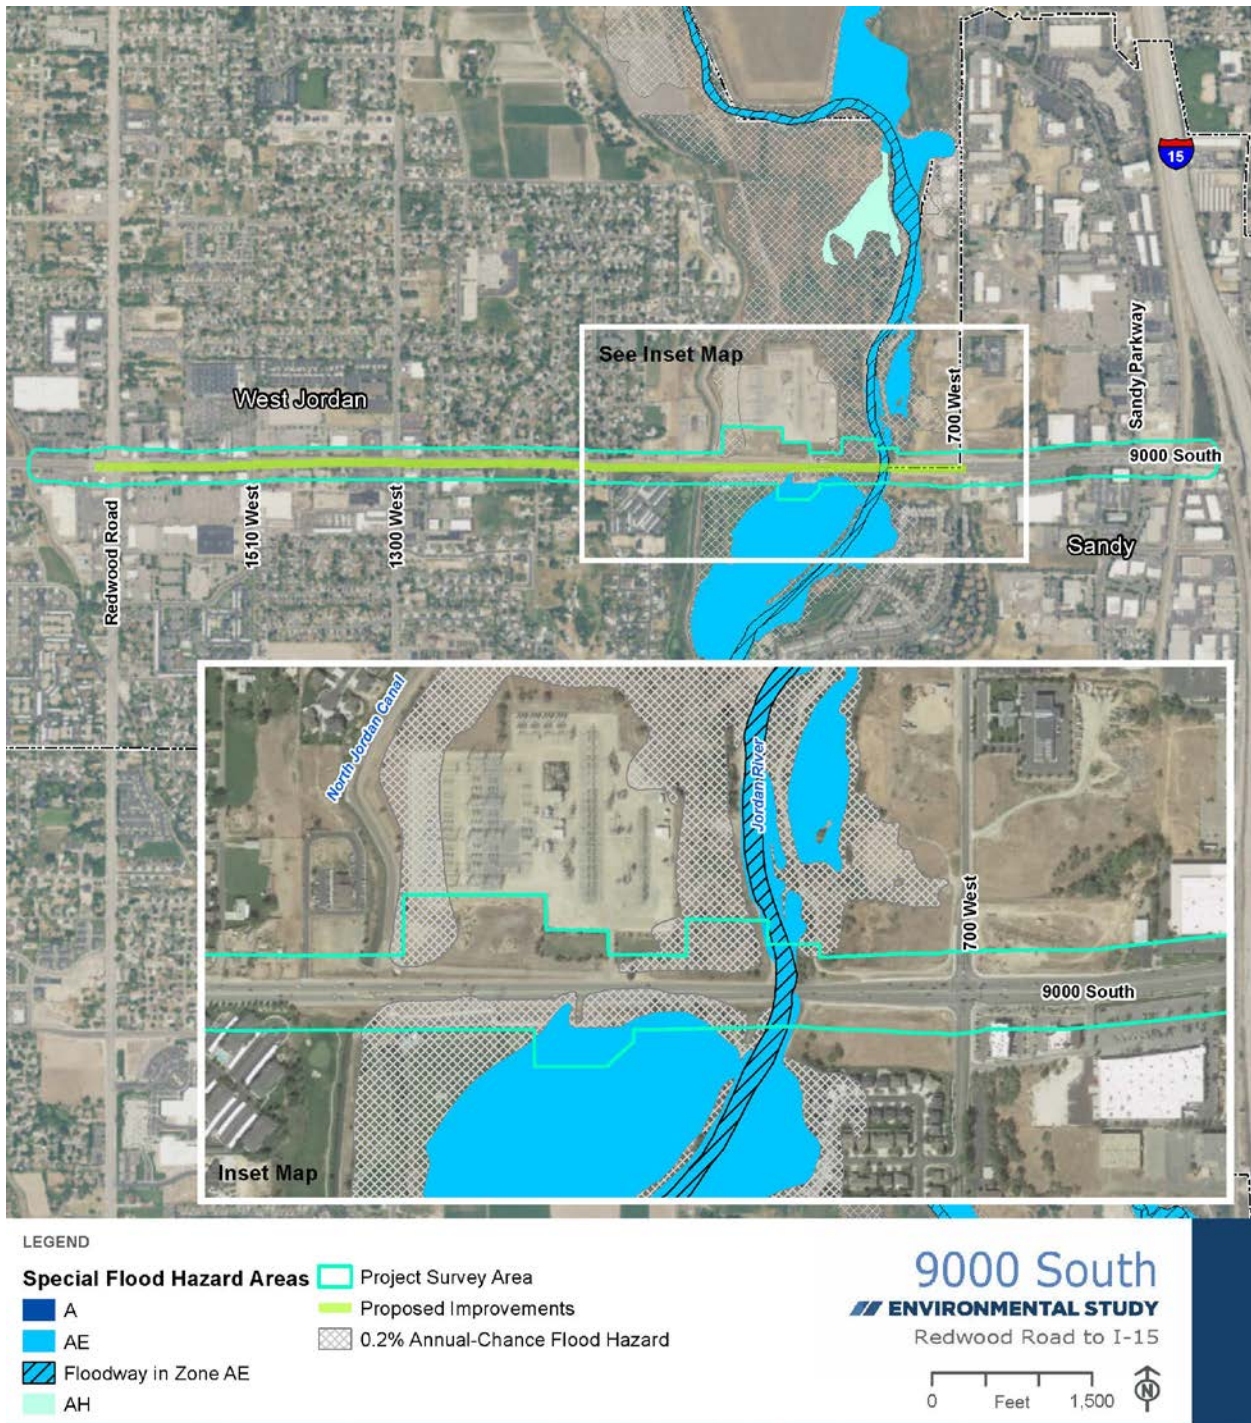 15
See Inset Map
West Jordan
700 West
Sandy Parkway
9000 South
Redwood Road
1510 West
1300 West
Sandy
North Jordan Canal
Jordan River
700 West
9000 South
Inset Map
LEGEND
Special Flood Hazard Areas
A
AE
Floodway in Zone AE
AH
Project Survey Area
Proposed Improvements
0.2% Annual-Chance Flood Hazard
9000 South
ENVIRONMENTAL STUDY
Redwood Road to I-15
0 Feet 1,500
N